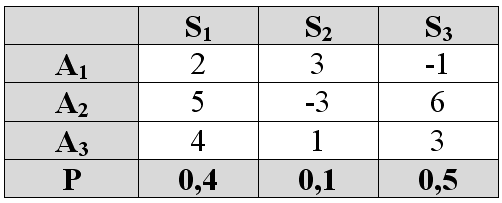 S₁ S₂ S₃
A₁ 2 3 -1
A₂ 5 -3 6
A₃ 4 1 3
P 0,4 0,1 0,5